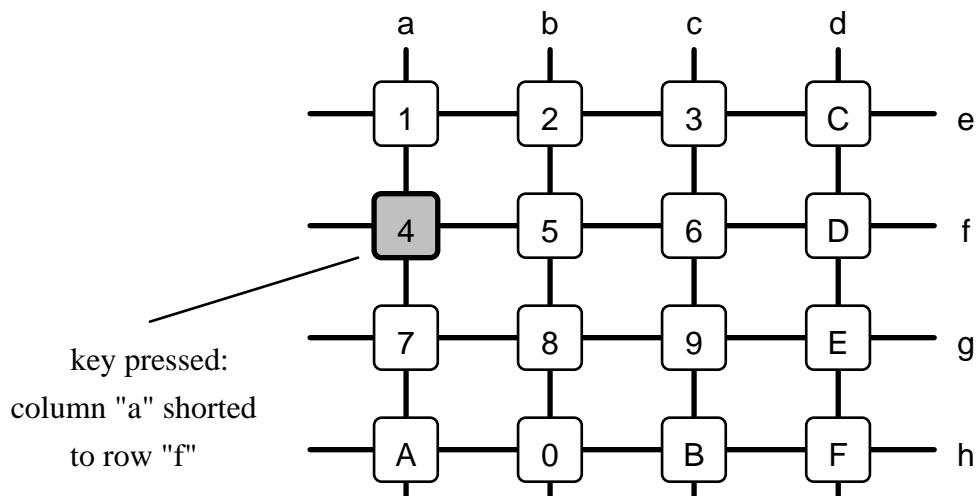 a b c d
1 2 3 C e
4 5 6 D f
7 8 9 E g
A 0 B F h
key pressed:
column "a" shorted
to row "f"